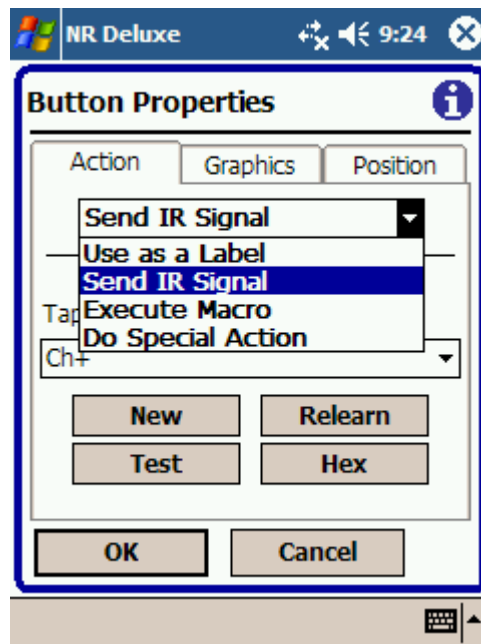 NR Deluxe 9:24
Button Properties
Action Graphics Position
Send IR Signal
Use as a Label
Send IR Signal
Execute Macro
Do Special Action
Tap
Ch+
New Relearn
Test Hex
OK Cancel